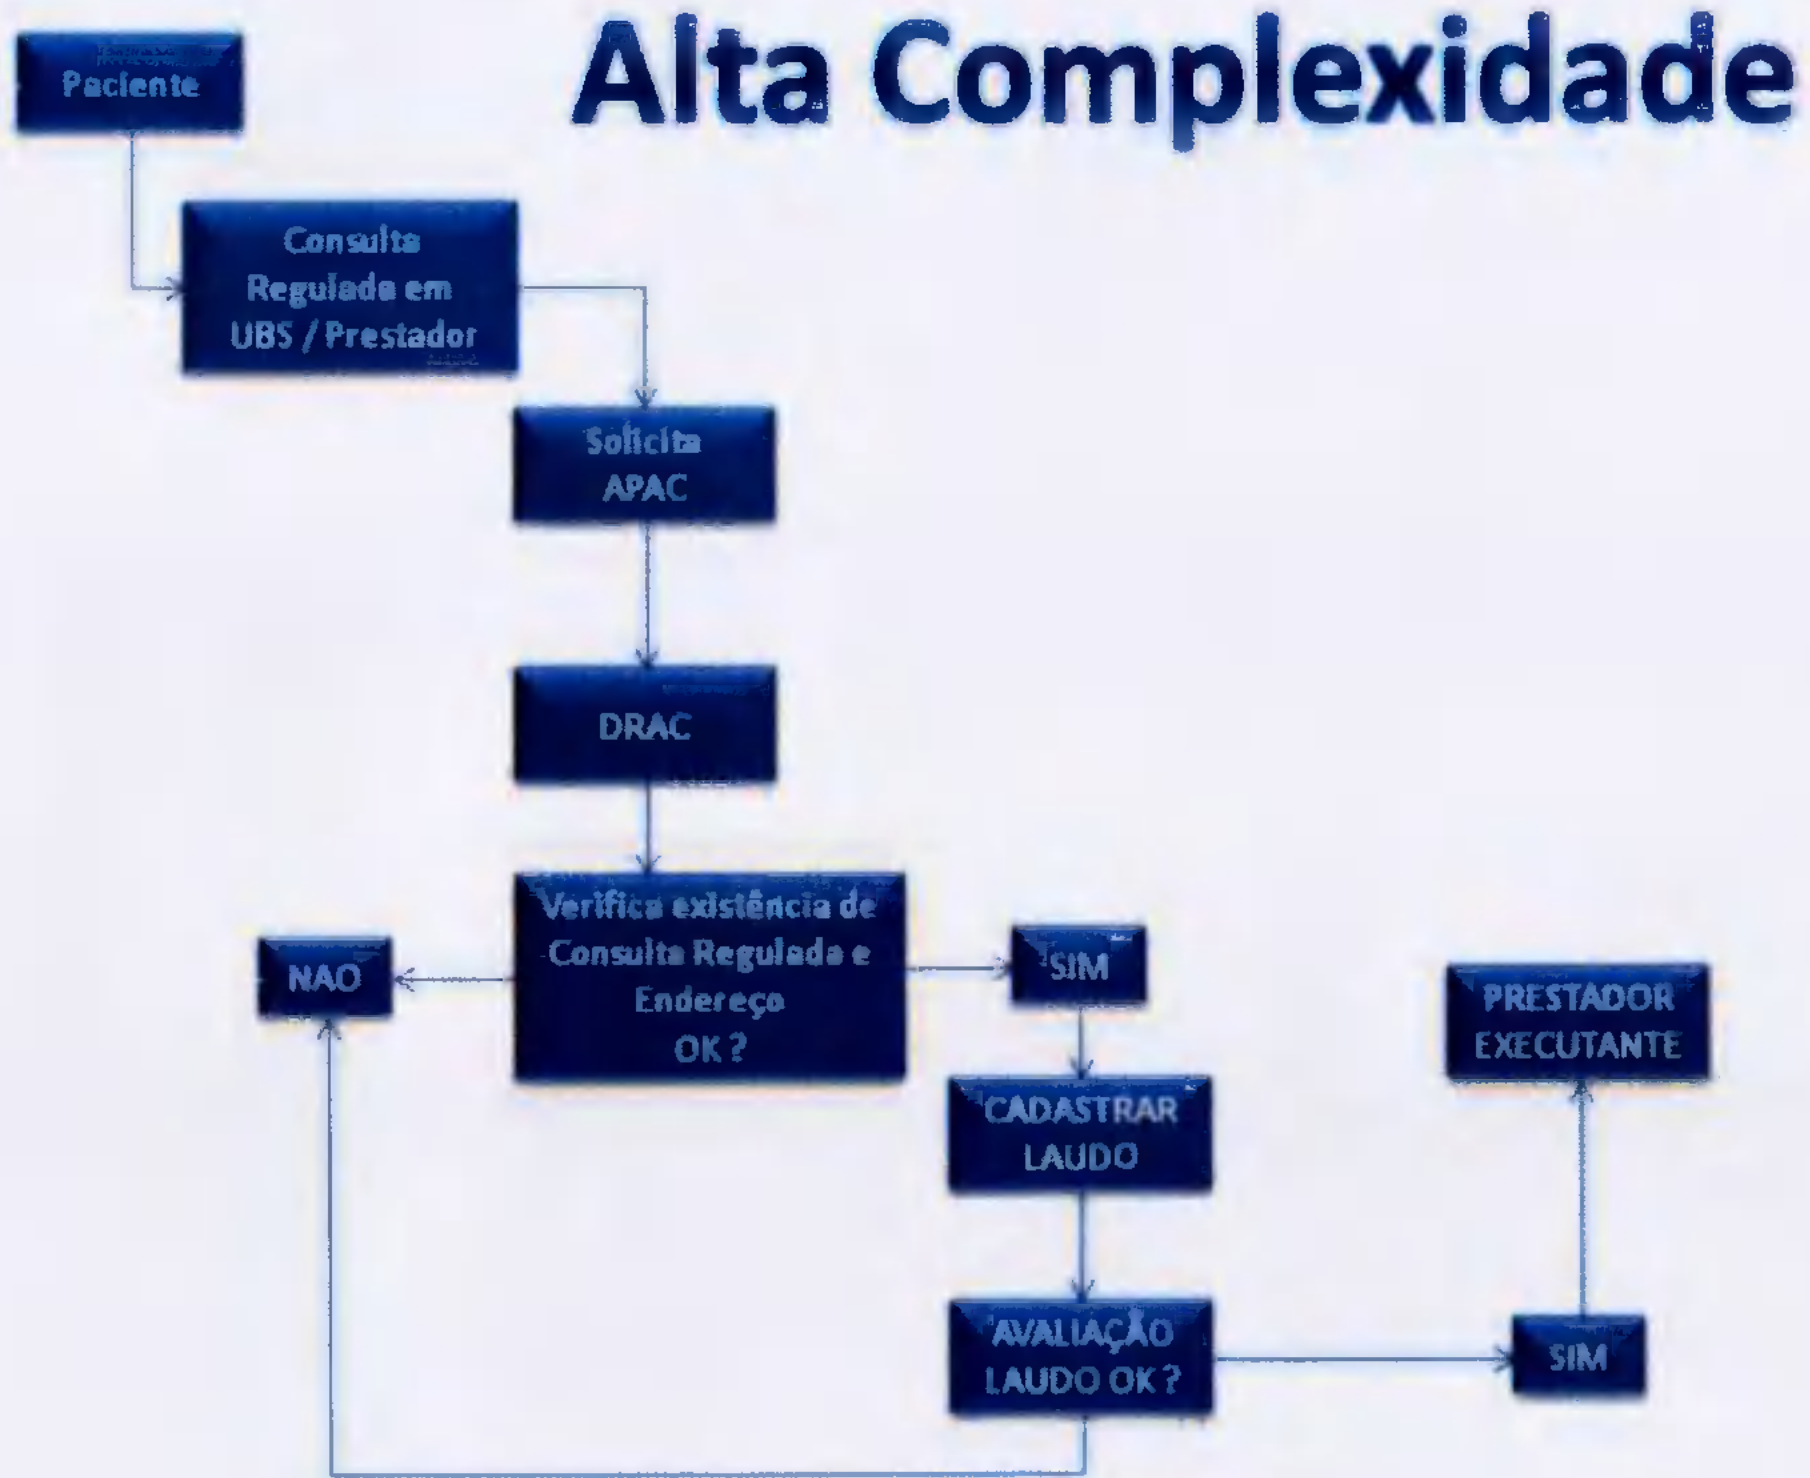 Alta Complexidade
Paciente
Consulta
Regulada em
UBS / Prestador
Solicita
APAC
DRAC
Verifica existência de
Consulta Regulada e
Endereço
OK ?
NAO
SIM
CADASTRAR
LAUDO
AVALIAÇÃO
LAUDO OK ?
SIM
PRESTADOR
EXECUTANTE